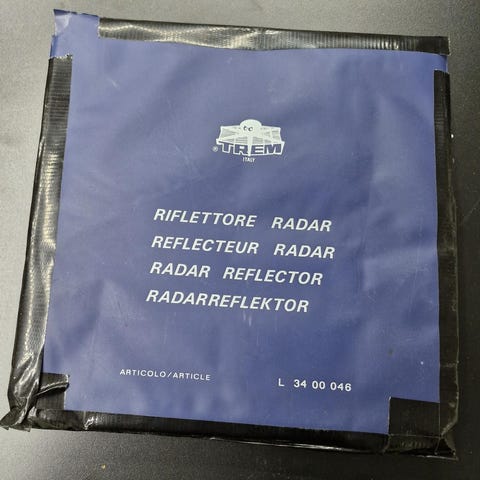 ® TREM
ITALY
RIFLETTORE RADAR
REFLECTEUR RADAR
RADAR REFLECTOR
RADARREFLEKTOR
ARTICOLO/ARTICLE L 34 00 046